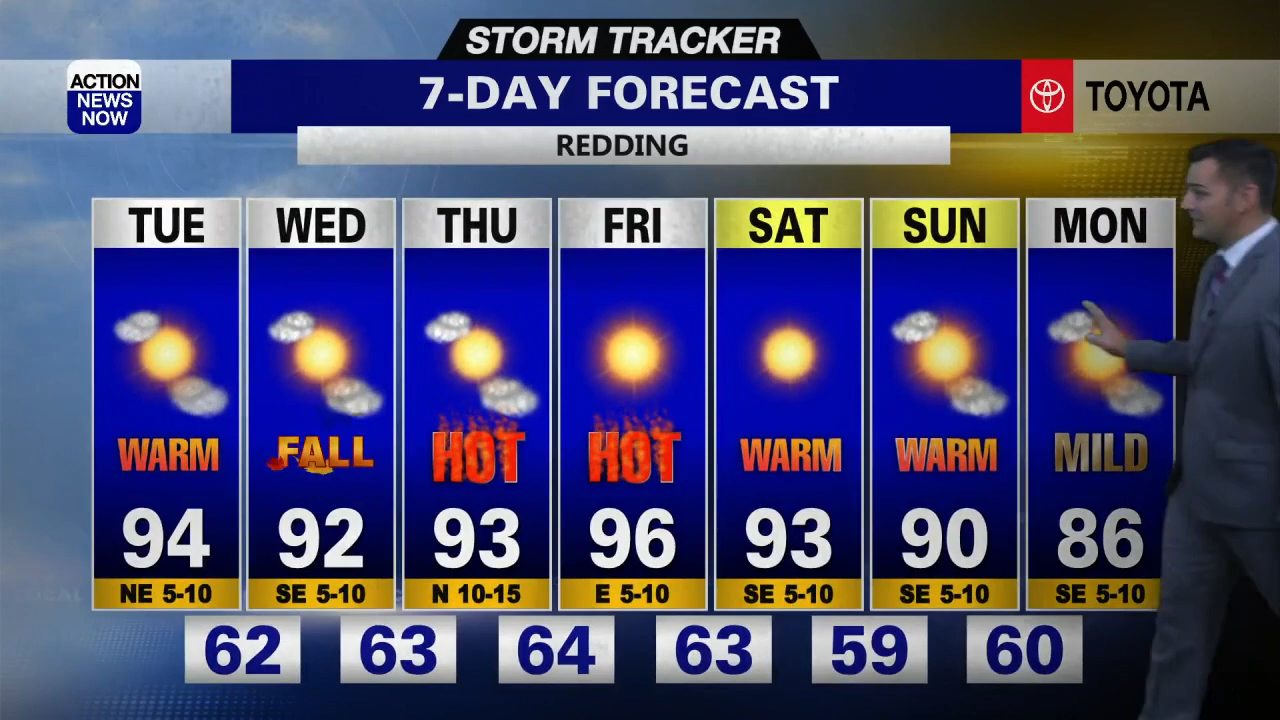 STORM TRACKER
ACTION
NEWS
NOW
7-DAY FORECAST
TOYOTA
REDDING
TUE WED THU FRI SAT SUN MON
WARM FALL HOT HOT WARM WARM MILD
94 92 93 96 93 90 86
NE 5-10 SE 5-10 N 10-15 E 5-10 SE 5-10 SE 5-10 SE 5-10
62 63 64 63 59 60